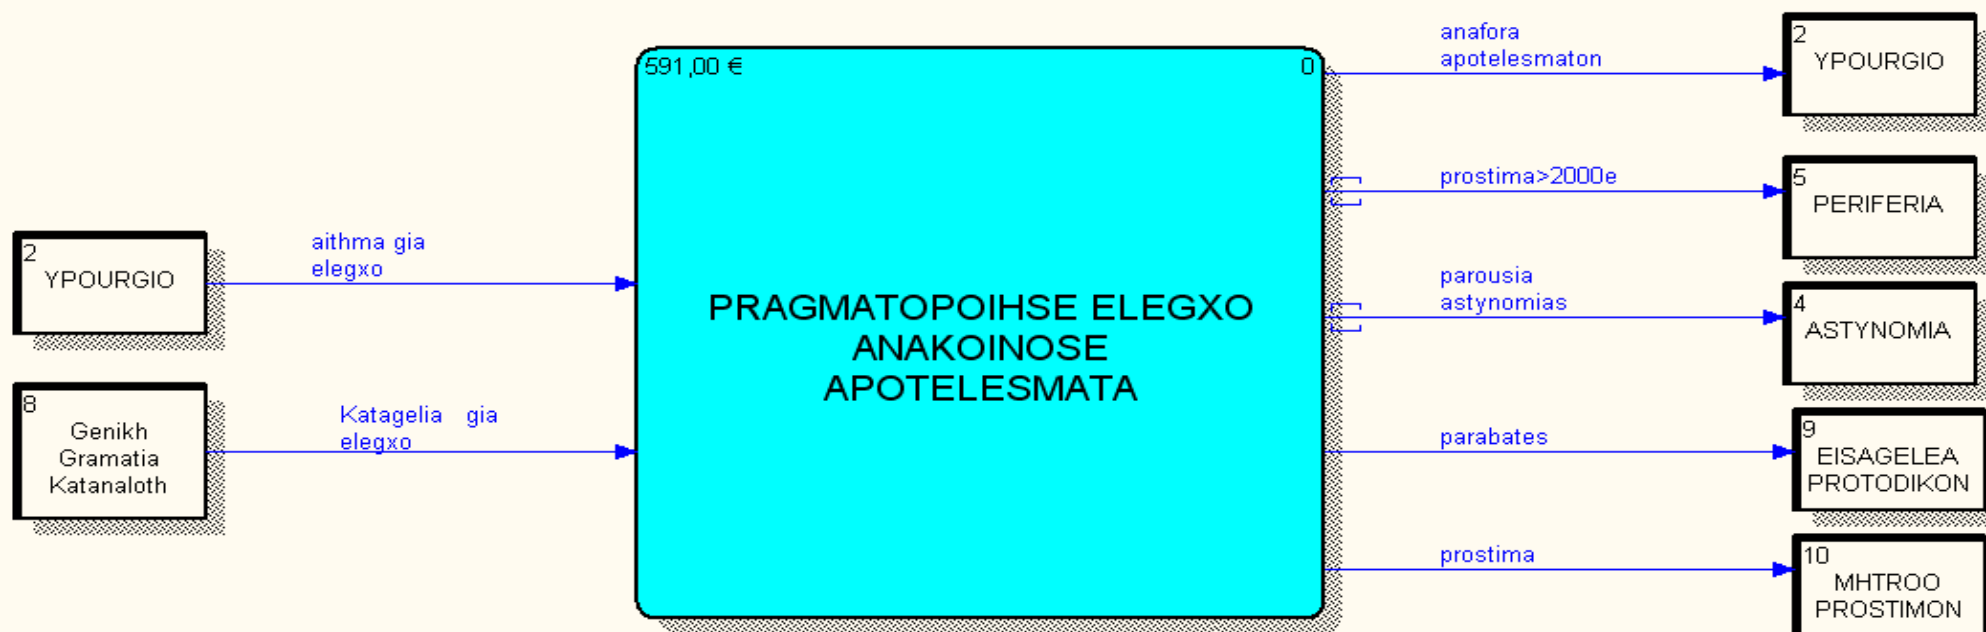 2
YPOURGIO
aithma gia
elegxo
8
Genikh
Gramatia
Katanaloth
Katagelia gia
elegxo
591,00 €
0
PRAGMATOPOIHSE ELEGXO
ANAKOINOSE
APOTELESMATA
anafora
apotelesmaton
2
YPOURGIO
prostima>2000e
5
PERIFERIA
parousia
astynomias
4
ASTYNOMIA
parabates
9
EISAGELEA
PROTODIKON
prostima
10
MHTROO
PROSTIMON